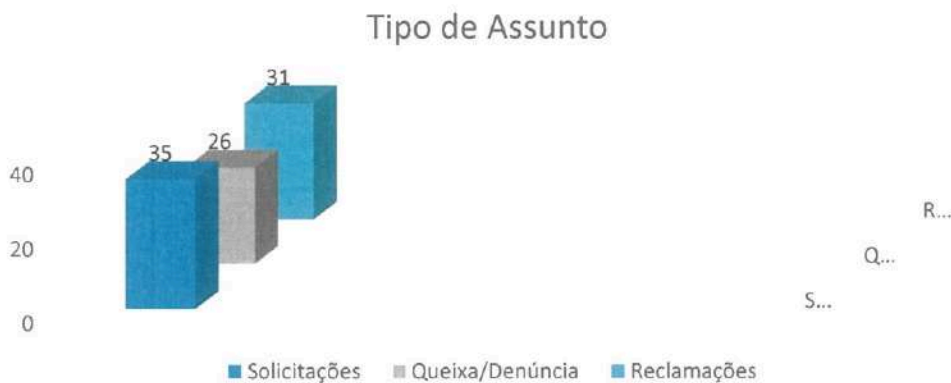 Tipo de Assunto
31
26
35
40
20
0
R...
Q...
S...
Solicitações Queixa/Denúncia Reclamações